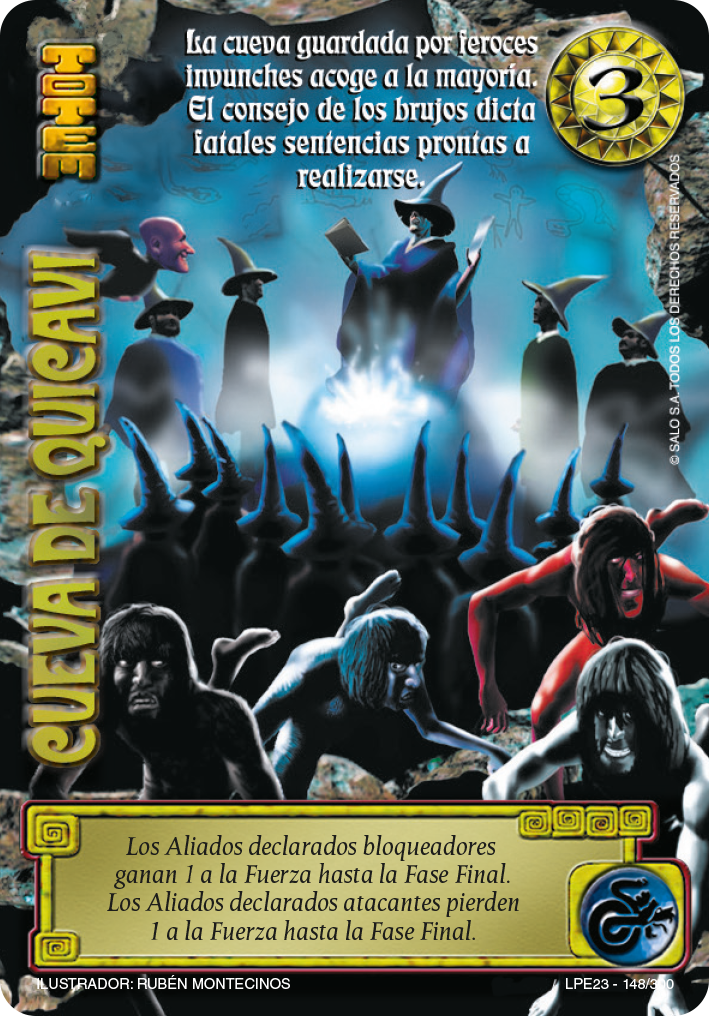 TOTEM
La cueva guardada por feroces
invunches acoge a la mayoría.
El consejo de los brujos dicta
fatales sentencias prontas a
realizarse.
3
CUEVA DE QUICAVI
© SALO S.A. TODOS LOS DERECHOS RESERVADOS
Los Aliados declarados bloqueadores
ganan 1 a la Fuerza hasta la Fase Final.
Los Aliados declarados atacantes pierden
1 a la Fuerza hasta la Fase Final.
ILUSTRADOR: RUBÉN MONTECINOS
LPE23 - 148/